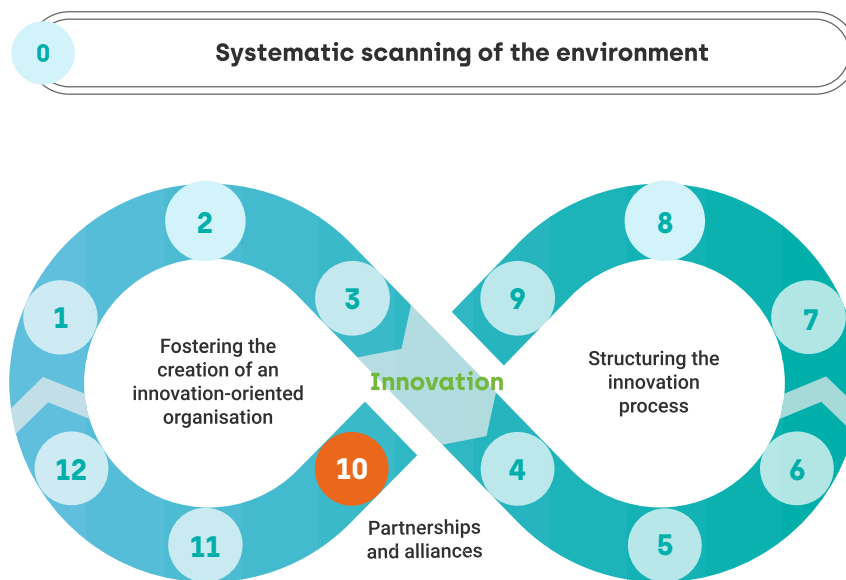 0
Systematic scanning of the environment
2
8
3
9
1
7
Fostering the
creation of an
innovation-oriented
organisation
Innovation
Structuring the
innovation
process
12
10
4
6
11
Partnerships
and alliances
5